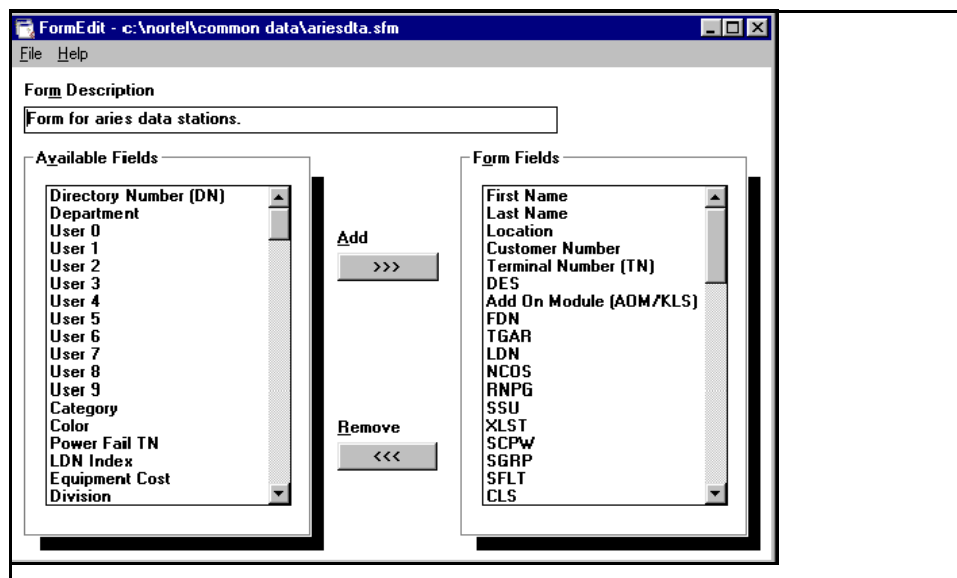 FormEdit - c:\nortel\common data\ariesdta.sfm
File Help
Form Description
Form for aries data stations.
Available Fields
Directory Number (DN)
Department
User 0
User 1
User 2
User 3
User 4
User 5
User 6
User 7
User 8
User 9
Category
Color
Power Fail TN
LDN Index
Equipment Cost
Division
Add
>>>
Remove
<<<
Form Fields
First Name
Last Name
Location
Customer Number
Terminal Number (TN)
DES
Add On Module (AOM/KLS)
FDN
TGAR
LDN
NCOS
RNPG
SSU
XLST
SCPW
SGRP
SFLT
CLS